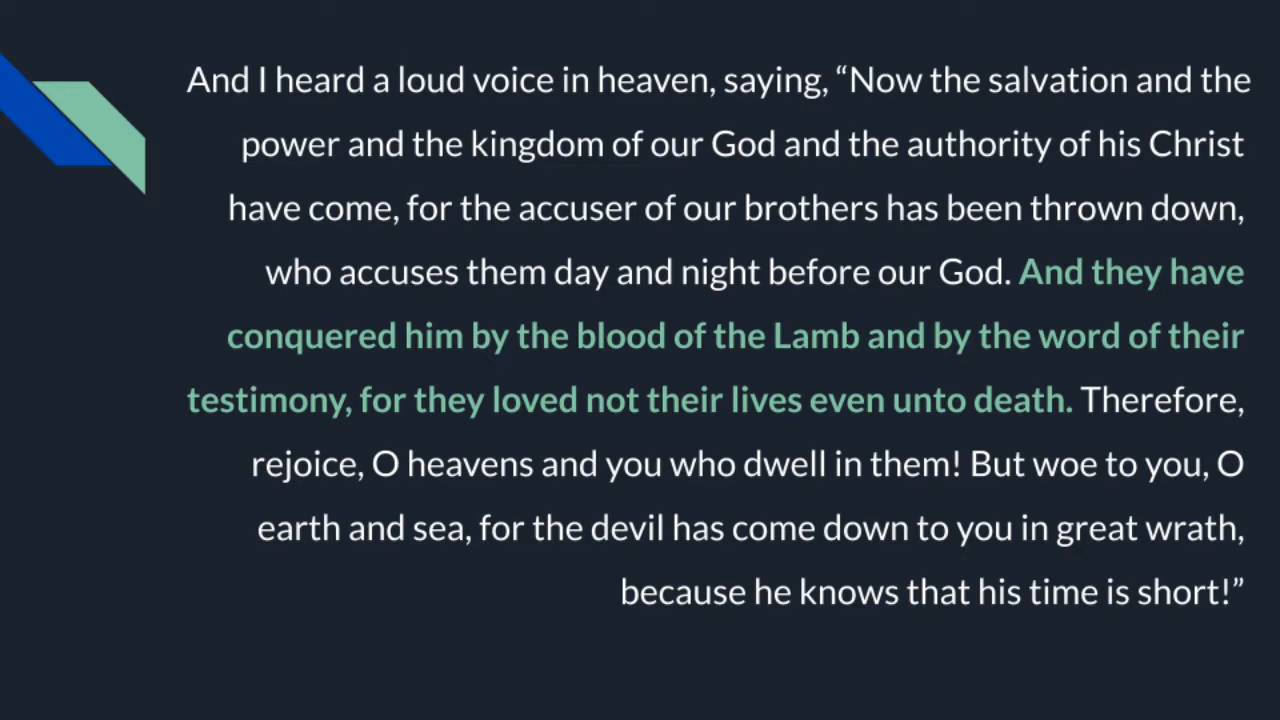 And I heard a loud voice in heaven, saying, “Now the salvation and the
power and the kingdom of our God and the authority of his Christ
have come, for the accuser of our brothers has been thrown down,
who accuses them day and night before our God. And they have
conquered him by the blood of the Lamb and by the word of their
testimony, for they loved not their lives even unto death. Therefore,
rejoice, O heavens and you who dwell in them! But woe to you, O
earth and sea, for the devil has come down to you in great wrath,
because he knows that his time is short!”